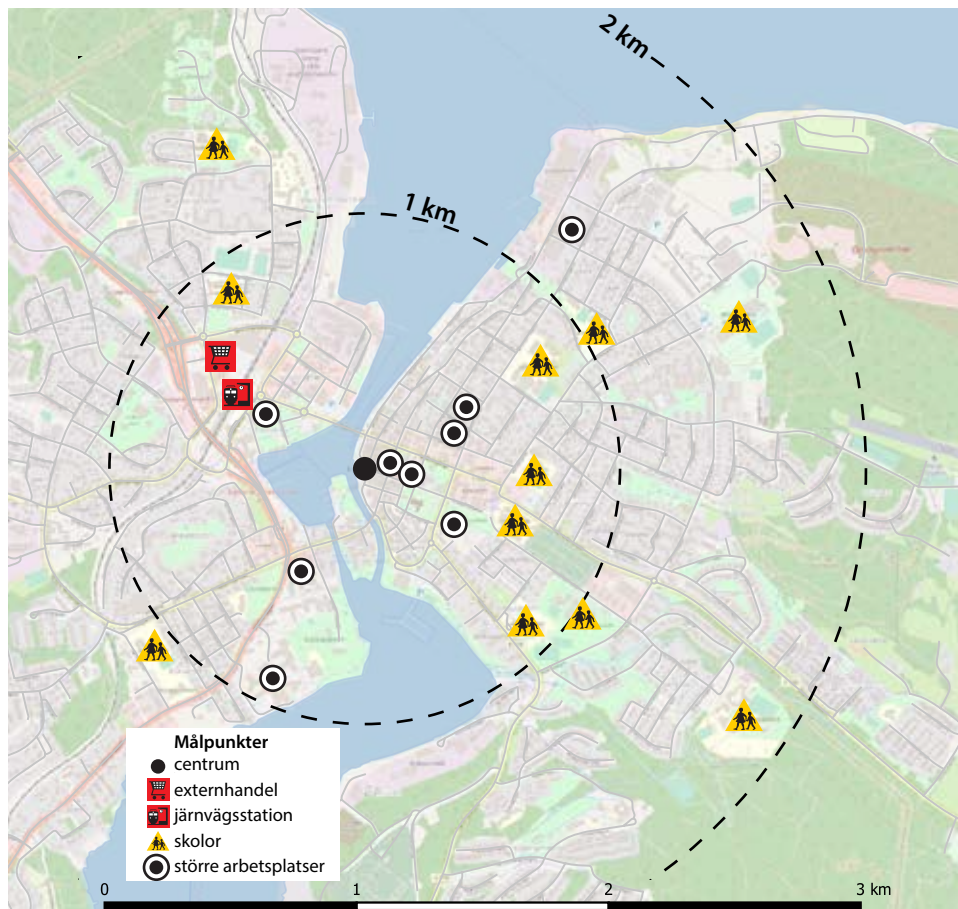 2 km
1 km
Målpunkter
centrum
externhandel
järnvägsstation
skolor
större arbetsplatser
0 1 2 3 km